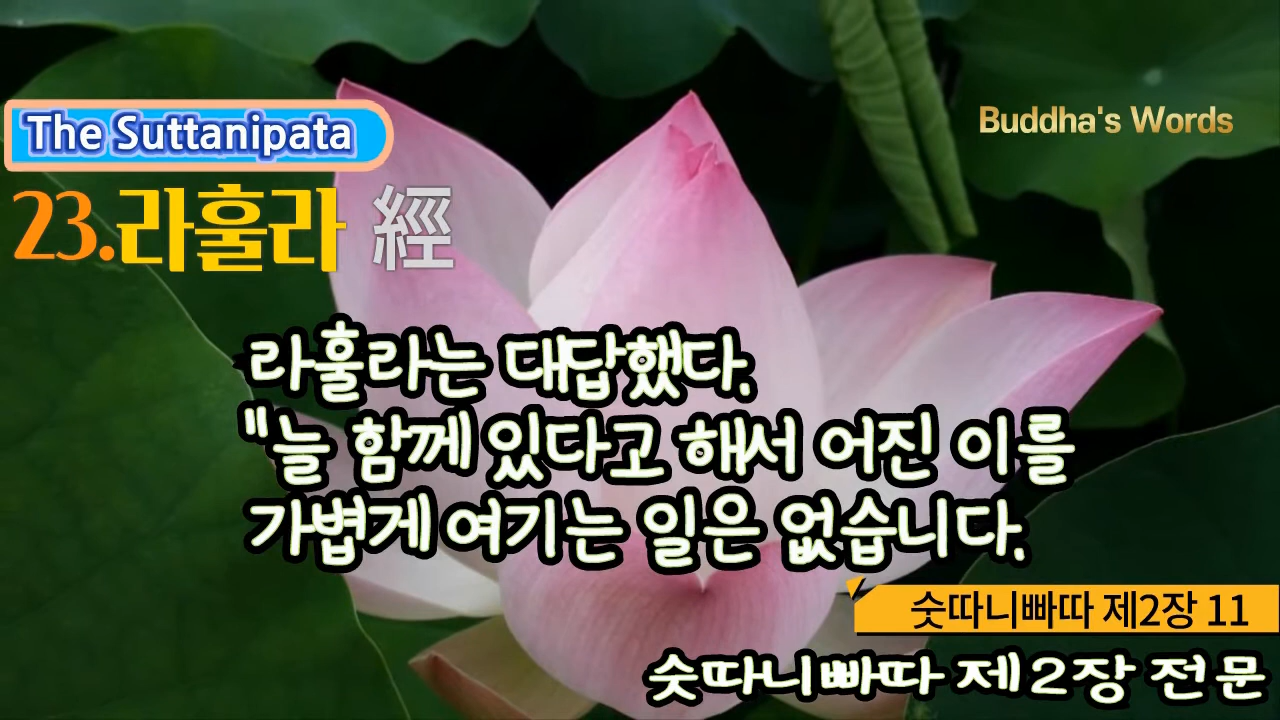 The Suttanipata
Buddha's Words
23.라훌라 經
라훌라는 대답했다.
"늘 함께 있다고 해서 어진 이를
가볍게 여기는 일은 없습니다.
숫따니빠따 제2장 11
숫따니빠따 제2장 전문